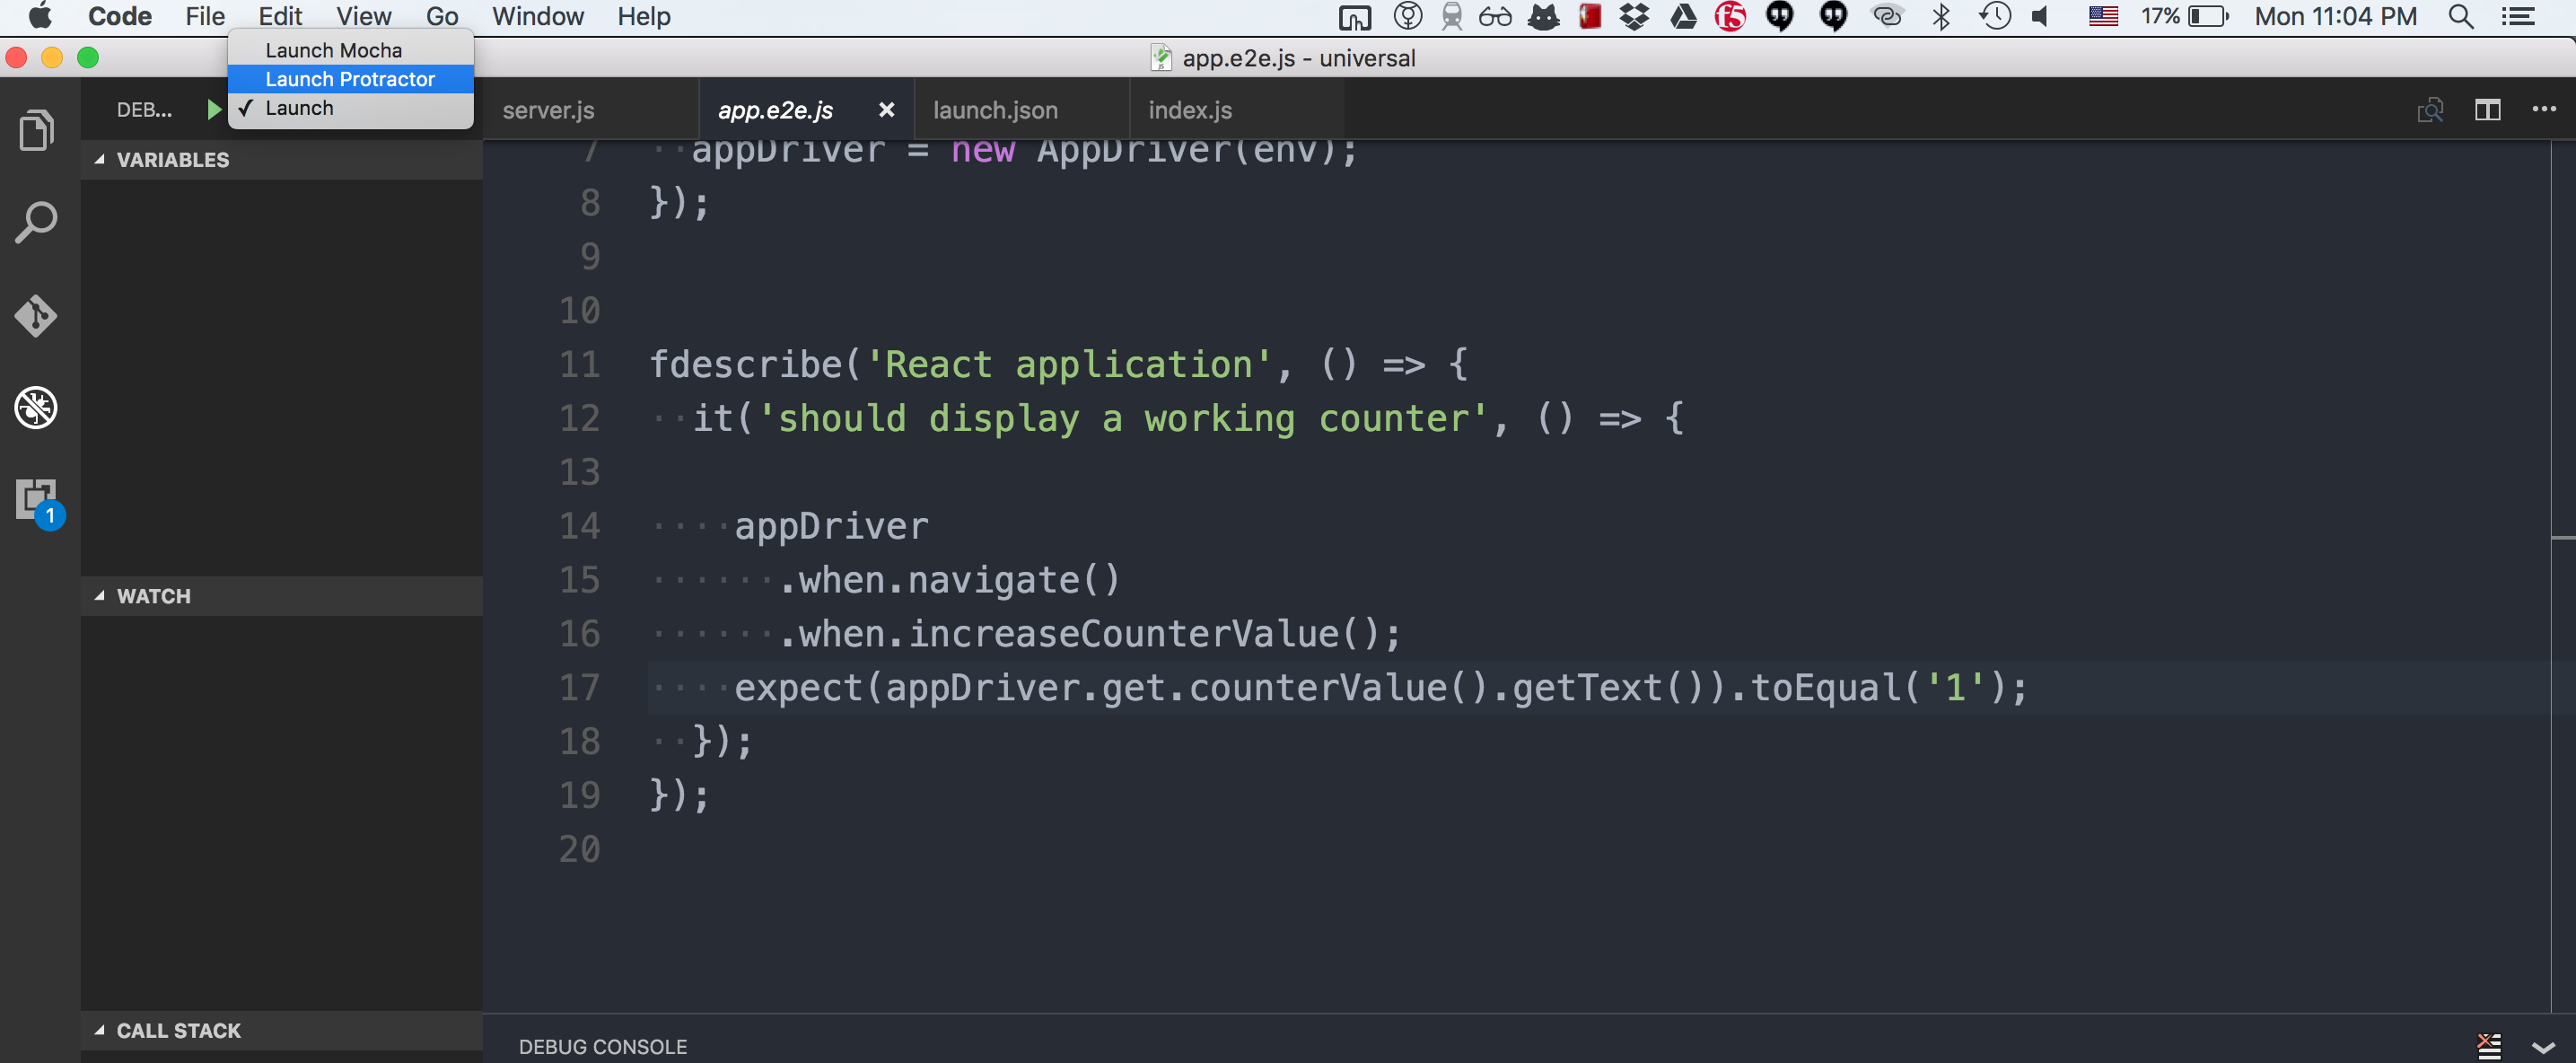 Code File Edit View Go Window Help 17% Mon 11:04 PM
Launch Mocha
Launch Protractor
✓ Launch
app.e2e.js - universal
DEB...
server.js app.e2e.js × launch.json index.js
VARIABLES
WATCH
CALL STACK
1
7 ··appDriver = new AppDriver(env);
8 });
9
10
11 fdescribe('React application', () => {
12 ··it('should display a working counter', () => {
13
14 ····appDriver
15 ······.when.navigate()
16 ······.when.increaseCounterValue();
17 ····expect(appDriver.get.counterValue().getText()).toEqual('1');
18 ··});
19 });
20
DEBUG CONSOLE
f5